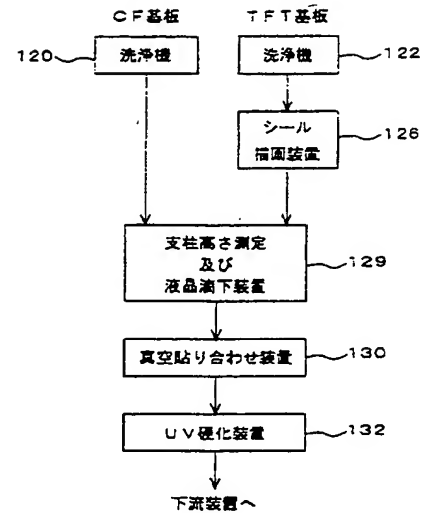 CF基板 TFT基板
120 洗浄機 洗浄機 122
シール
描画装置 126
支柱高さ測定
及び
液晶滴下装置 129
真空貼り合わせ装置 130
UV硬化装置 132
下流装置へ